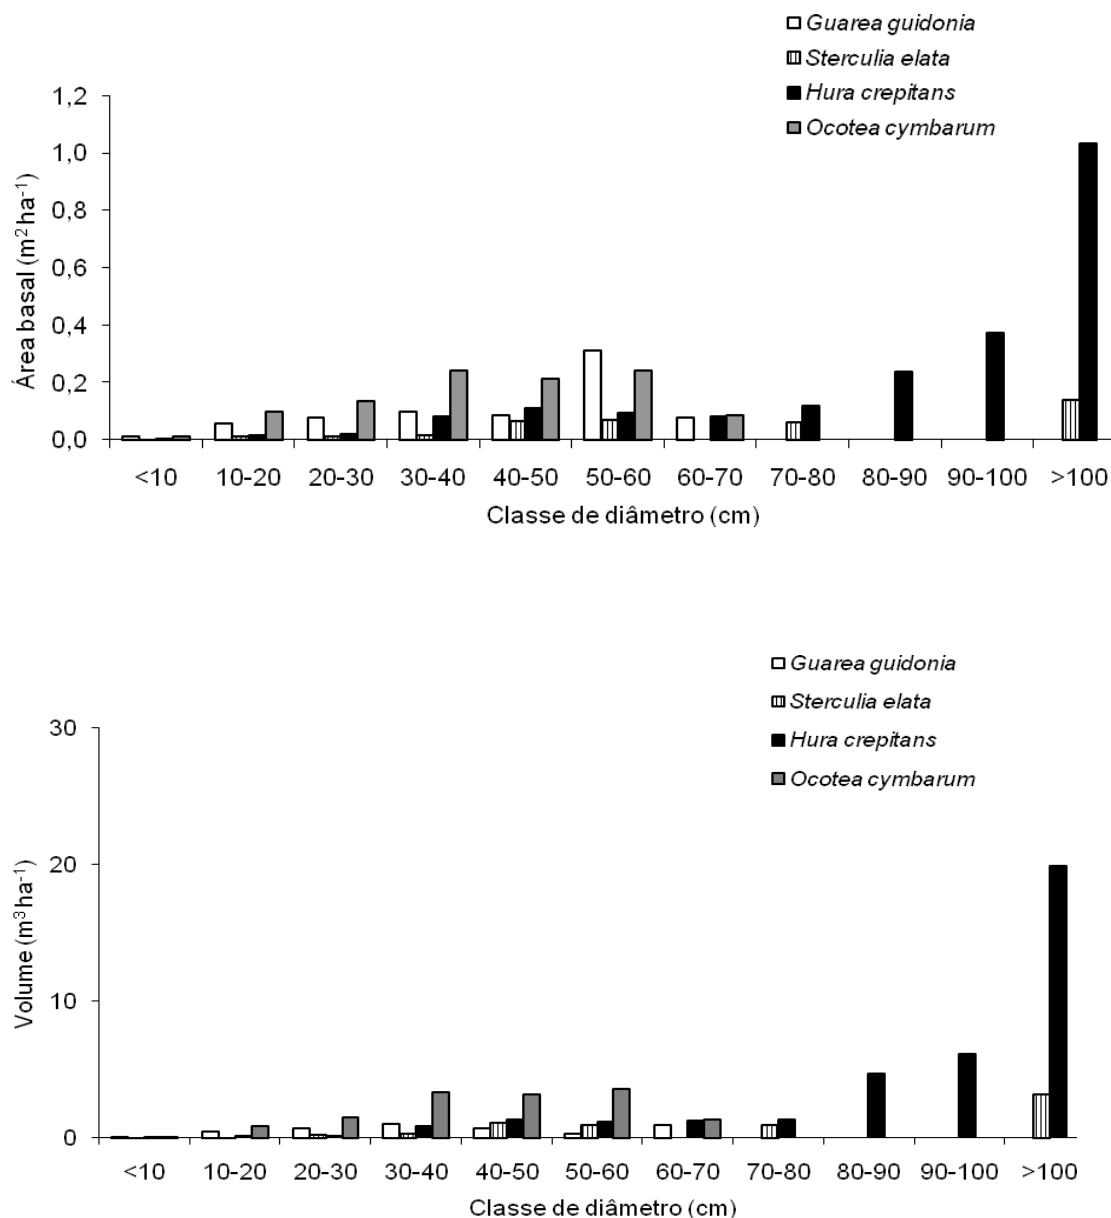 Guarea guidonia
Sterculia elata
Hura crepitans
Ocotea cymbarum
Área basal (m² ha⁻¹)
1,2
1,0
0,8
0,6
0,4
0,2
0,0
<10 10-20 20-30 30-40 40-50 50-60 60-70 70-80 80-90 90-100 >100
Classe de diâmetro (cm)
Guarea guidonia
Sterculia elata
Hura crepitans
Ocotea cymbarum
Volume (m³ ha⁻¹)
30
20
10
0
<10 10-20 20-30 30-40 40-50 50-60 60-70 70-80 80-90 90-100 >100
Classe de diâmetro (cm)